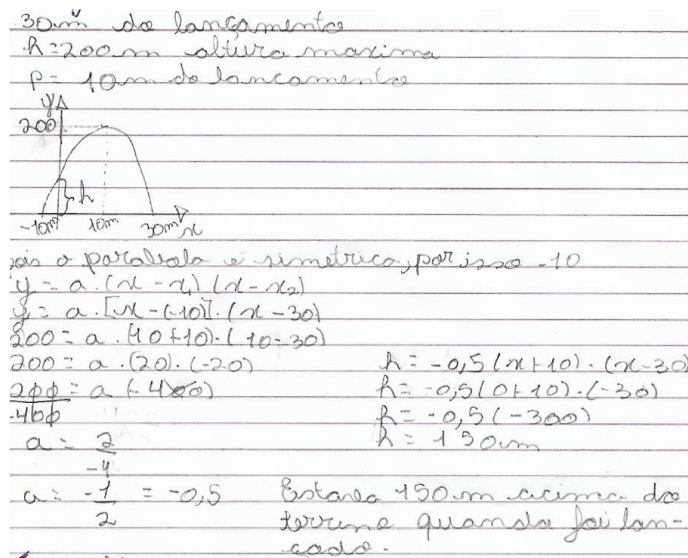 30m do lançamento
h=200m altura maxima
p= 10m do lancamento
y
200
h
-10m 10m 30m x
pois a parabola é simetrica, por isso -10
y = a.(x-x1)(x-x2)
y = a.[x-(-10)].(x-30)
200 = a.(10+10).(10-30)
200 = a.(20).(-20)
200 = a(-400)
-400
a = 2
-4
a = -1 = -0,5
2
h = -0,5(x+10).(x-30)
h = -0,5(0+10).(-30)
h = -0,5(-300)
h = 150m
Estava 150m acima do
terreno quando foi lan-
cado.